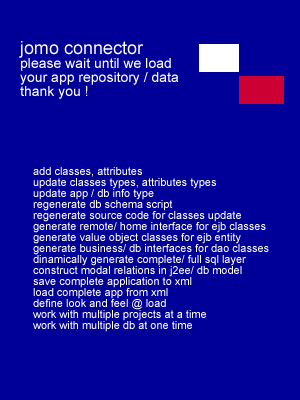 jomo connector
please wait until we load
your app repository / data
thank you !
add classes, attributes
update classes types, attributes types
update app / db info type
regenerate db schema script
regenerate source code for classes update
generate remote/ home interface for ejb classes
generate value object classes for ejb entity
generate business/ db interfaces for dao classes
dinamically generate complete/ full sql layer
construct modal relations in j2ee/ db model
save complete application to xml
load complete app from xml
define look and feel @ load
work with multiple projects at a time
work with multiple db at one time